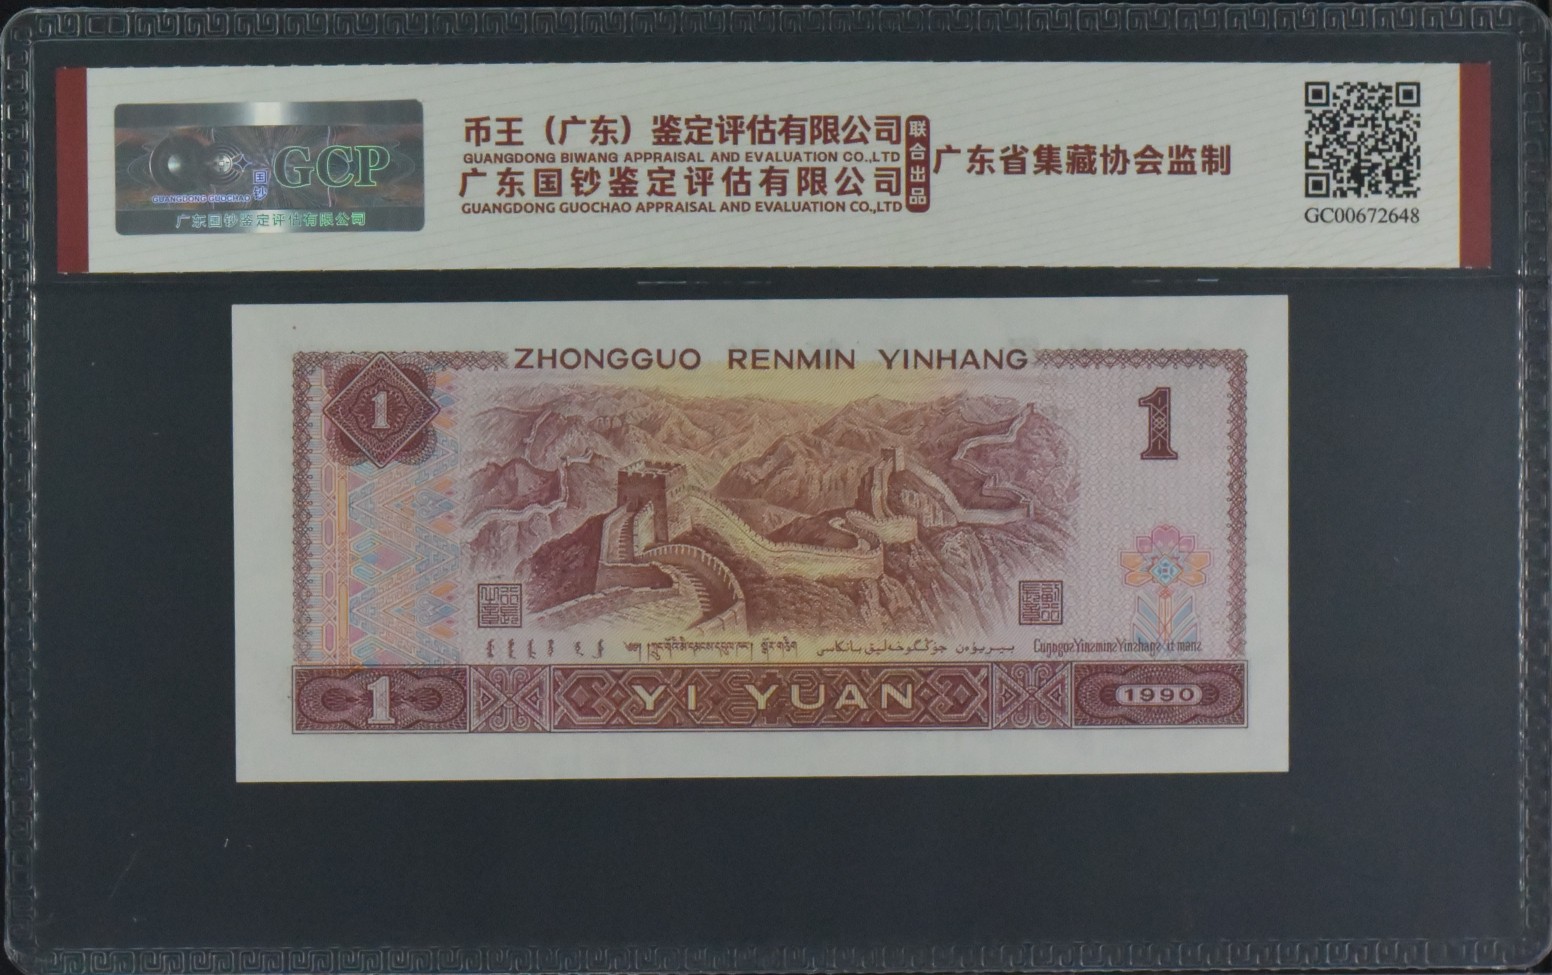 GCP
国钞
GUANGDONG GUOCHAO
广东国钞鉴定评估有限公司
币王（广东）鉴定评估有限公司
GUANGDONG BIWANG APPRAISAL AND EVALUATION CO.,LTD
广东国钞鉴定评估有限公司
GUANGDONG GUOCHAO APPRAISAL AND EVALUATION CO.,LTD
联合出品
广东省集藏协会监制
GC00672648
ZHONGGUO RENMIN YINHANG
1
1
1
YI YUAN
1990